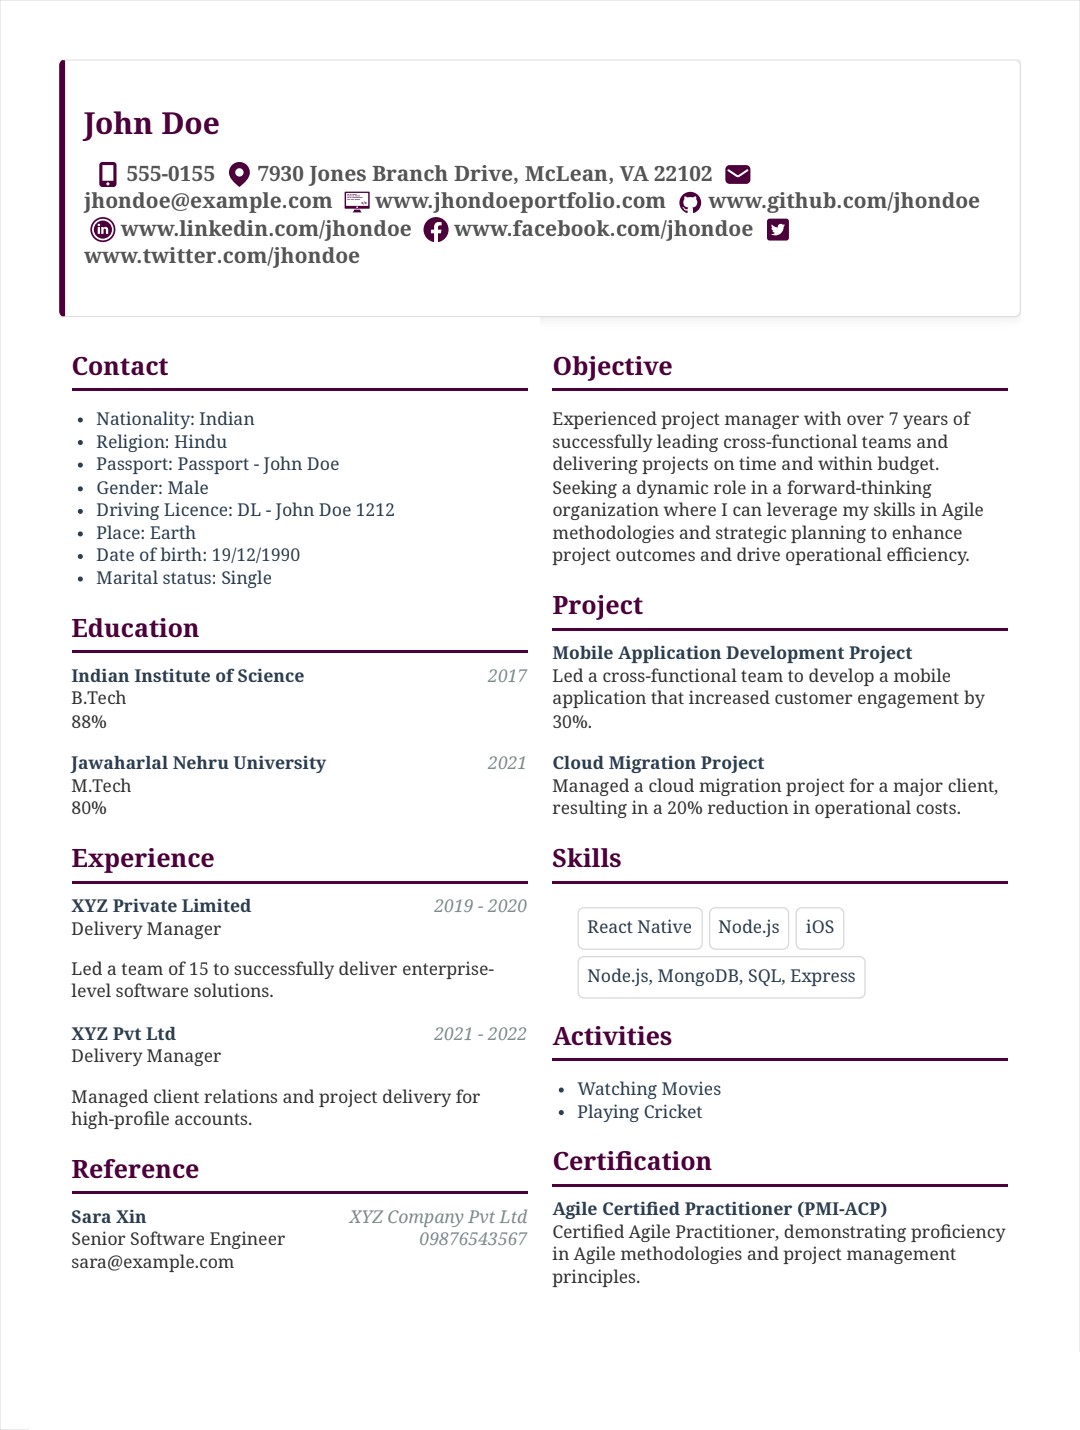 John Doe
555-0155 7930 Jones Branch Drive, McLean, VA 22102
jhondoe@example.com www.jhondoeportfolio.com www.github.com/jhondoe
www.linkedin.com/jhondoe www.facebook.com/jhondoe
www.twitter.com/jhondoe
Contact
• Nationality: Indian
• Religion: Hindu
• Passport: Passport - John Doe
• Gender: Male
• Driving Licence: DL - John Doe 1212
• Place: Earth
• Date of birth: 19/12/1990
• Marital status: Single
Education
Indian Institute of Science 2017
B.Tech
88%
Jawaharlal Nehru University 2021
M.Tech
80%
Experience
XYZ Private Limited 2019 - 2020
Delivery Manager
Led a team of 15 to successfully deliver enterprise-
level software solutions.
XYZ Pvt Ltd 2021 - 2022
Delivery Manager
Managed client relations and project delivery for
high-profile accounts.
Reference
Sara Xin XYZ Company Pvt Ltd
Senior Software Engineer 09876543567
sara@example.com
Objective
Experienced project manager with over 7 years of
successfully leading cross-functional teams and
delivering projects on time and within budget.
Seeking a dynamic role in a forward-thinking
organization where I can leverage my skills in Agile
methodologies and strategic planning to enhance
project outcomes and drive operational efficiency.
Project
Mobile Application Development Project
Led a cross-functional team to develop a mobile
application that increased customer engagement by
30%.
Cloud Migration Project
Managed a cloud migration project for a major client,
resulting in a 20% reduction in operational costs.
Skills
React Native Node.js iOS
Node.js, MongoDB, SQL, Express
Activities
• Watching Movies
• Playing Cricket
Certification
Agile Certified Practitioner (PMI-ACP)
Certified Agile Practitioner, demonstrating proficiency
in Agile methodologies and project management
principles.